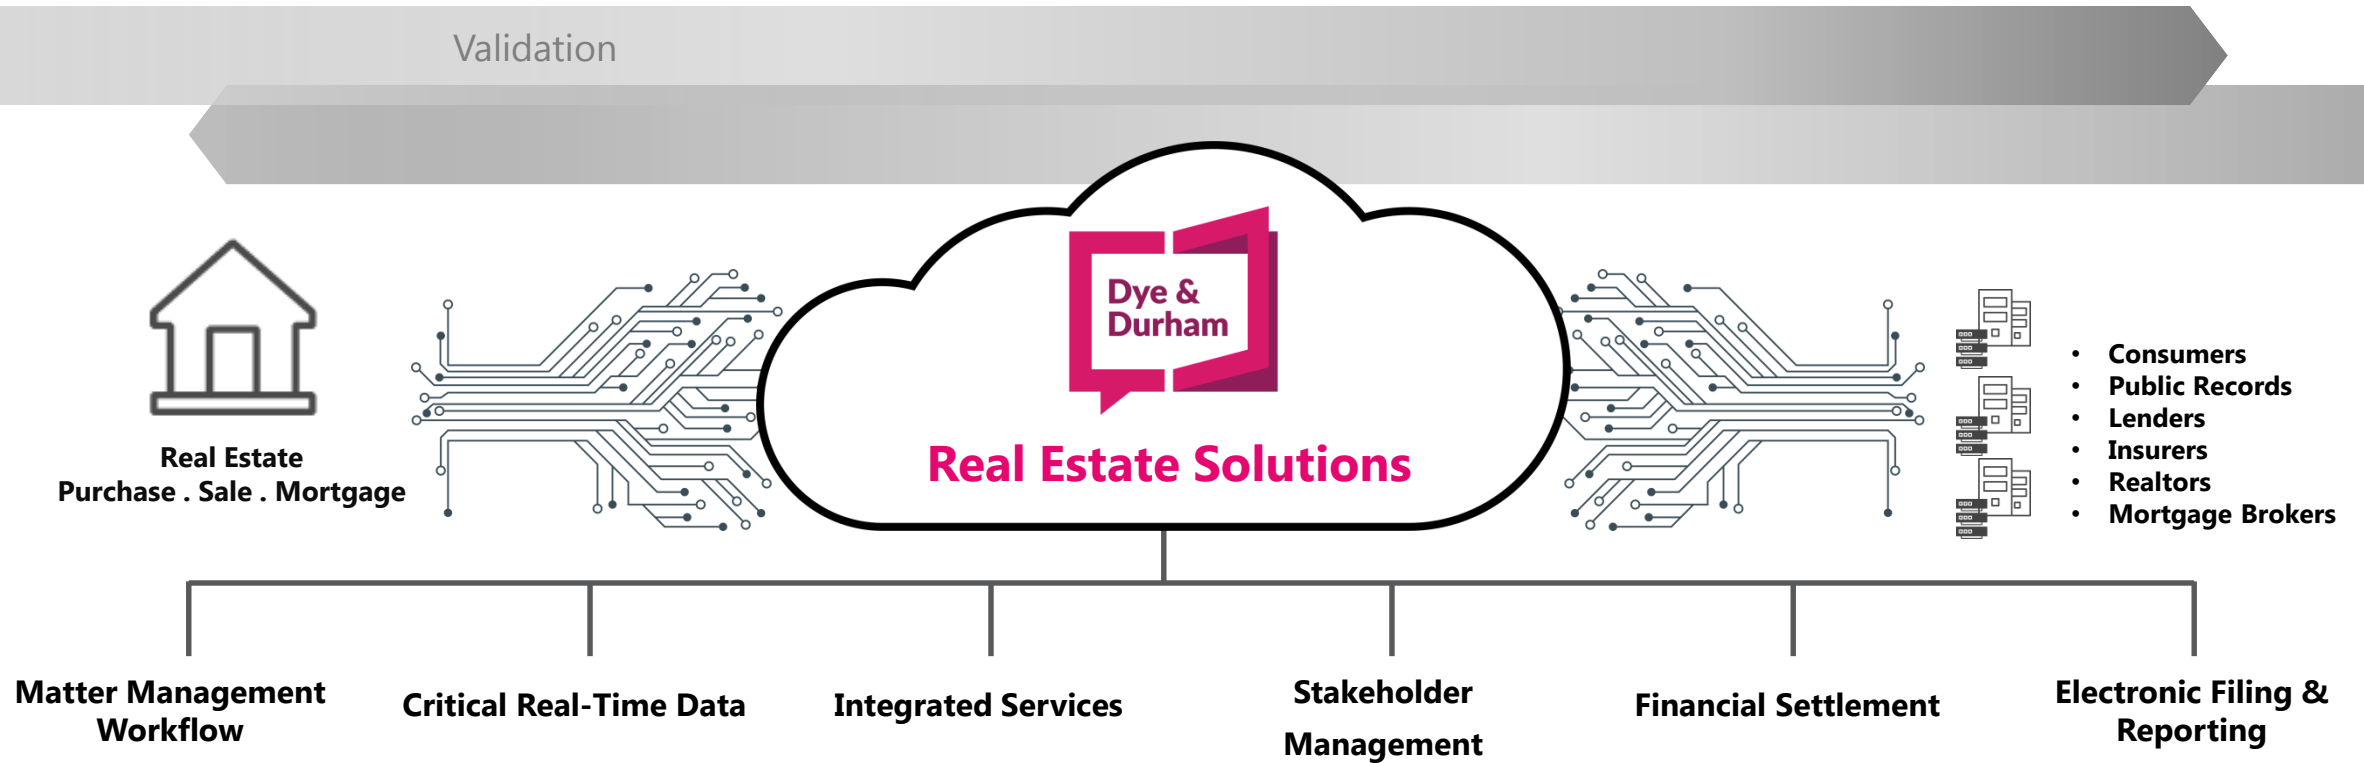 Validation
Dye &
Durham
Real Estate Solutions
Real Estate
Purchase . Sale . Mortgage
• Consumers
• Public Records
• Lenders
• Insurers
• Realtors
• Mortgage Brokers
Matter Management
Workflow
Critical Real-Time Data
Integrated Services
Stakeholder
Management
Financial Settlement
Electronic Filing &
Reporting